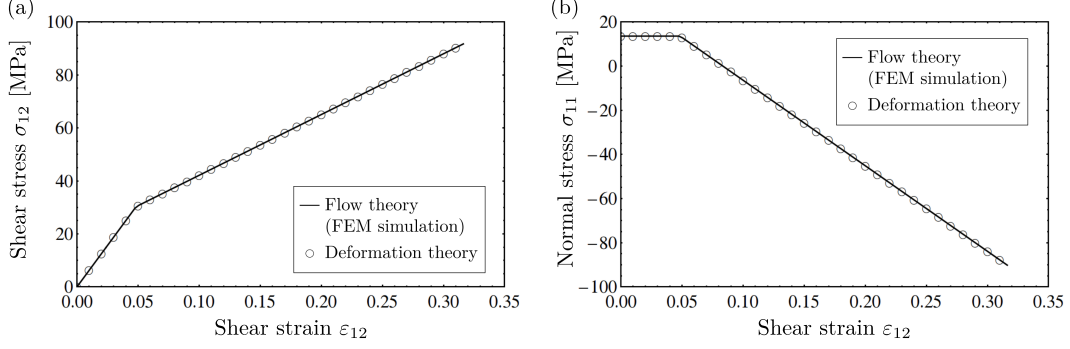 (a)
Shear stress σ12 [MPa]
100
80
60
40
20
0
0.00 0.05 0.10 0.15 0.20 0.25 0.30 0.35
Shear strain ε12
Flow theory
(FEM simulation)
Deformation theory
(b)
Normal stress σ11 [MPa]
20
0
−20
−40
−60
−80
−100
0.00 0.05 0.10 0.15 0.20 0.25 0.30 0.35
Shear strain ε12
Flow theory
(FEM simulation)
Deformation theory